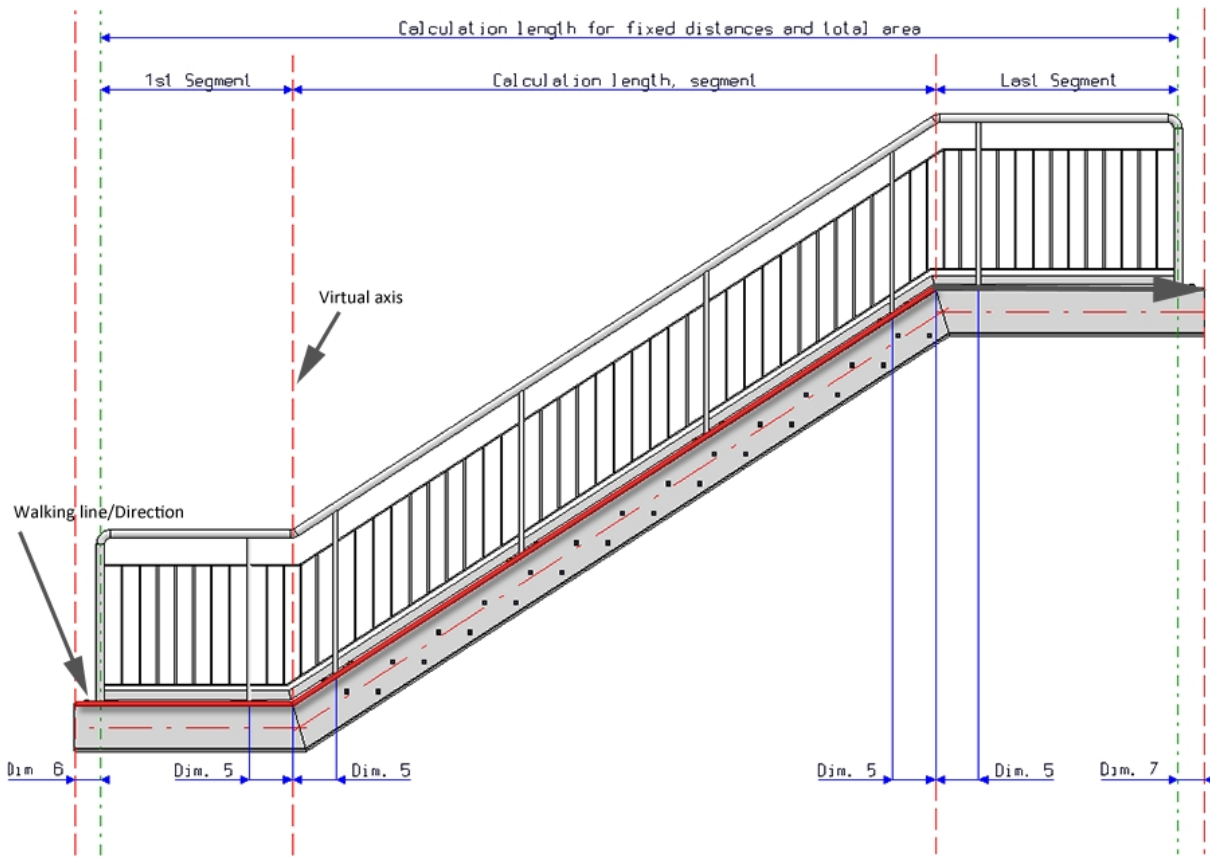 Calculation length for fixed distances and total area
1st Segment
Calculation length, segment
Last Segment
Virtual axis
Walking line/Direction
Dim 6
Dim. 5
Dim. 5
Dim. 5
Dim. 5
Dim. 7